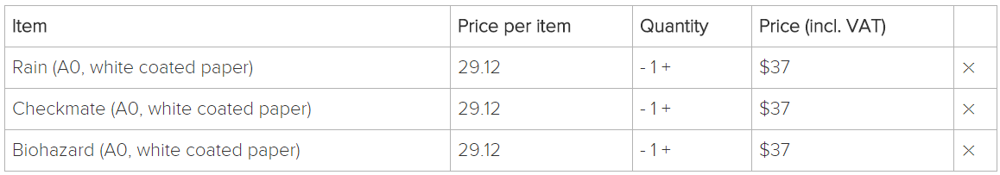 Item Price per item Quantity Price (incl. VAT)
Rain (A0, white coated paper) 29.12 - 1 + $37 ×
Checkmate (A0, white coated paper) 29.12 - 1 + $37 ×
Biohazard (A0, white coated paper) 29.12 - 1 + $37 ×